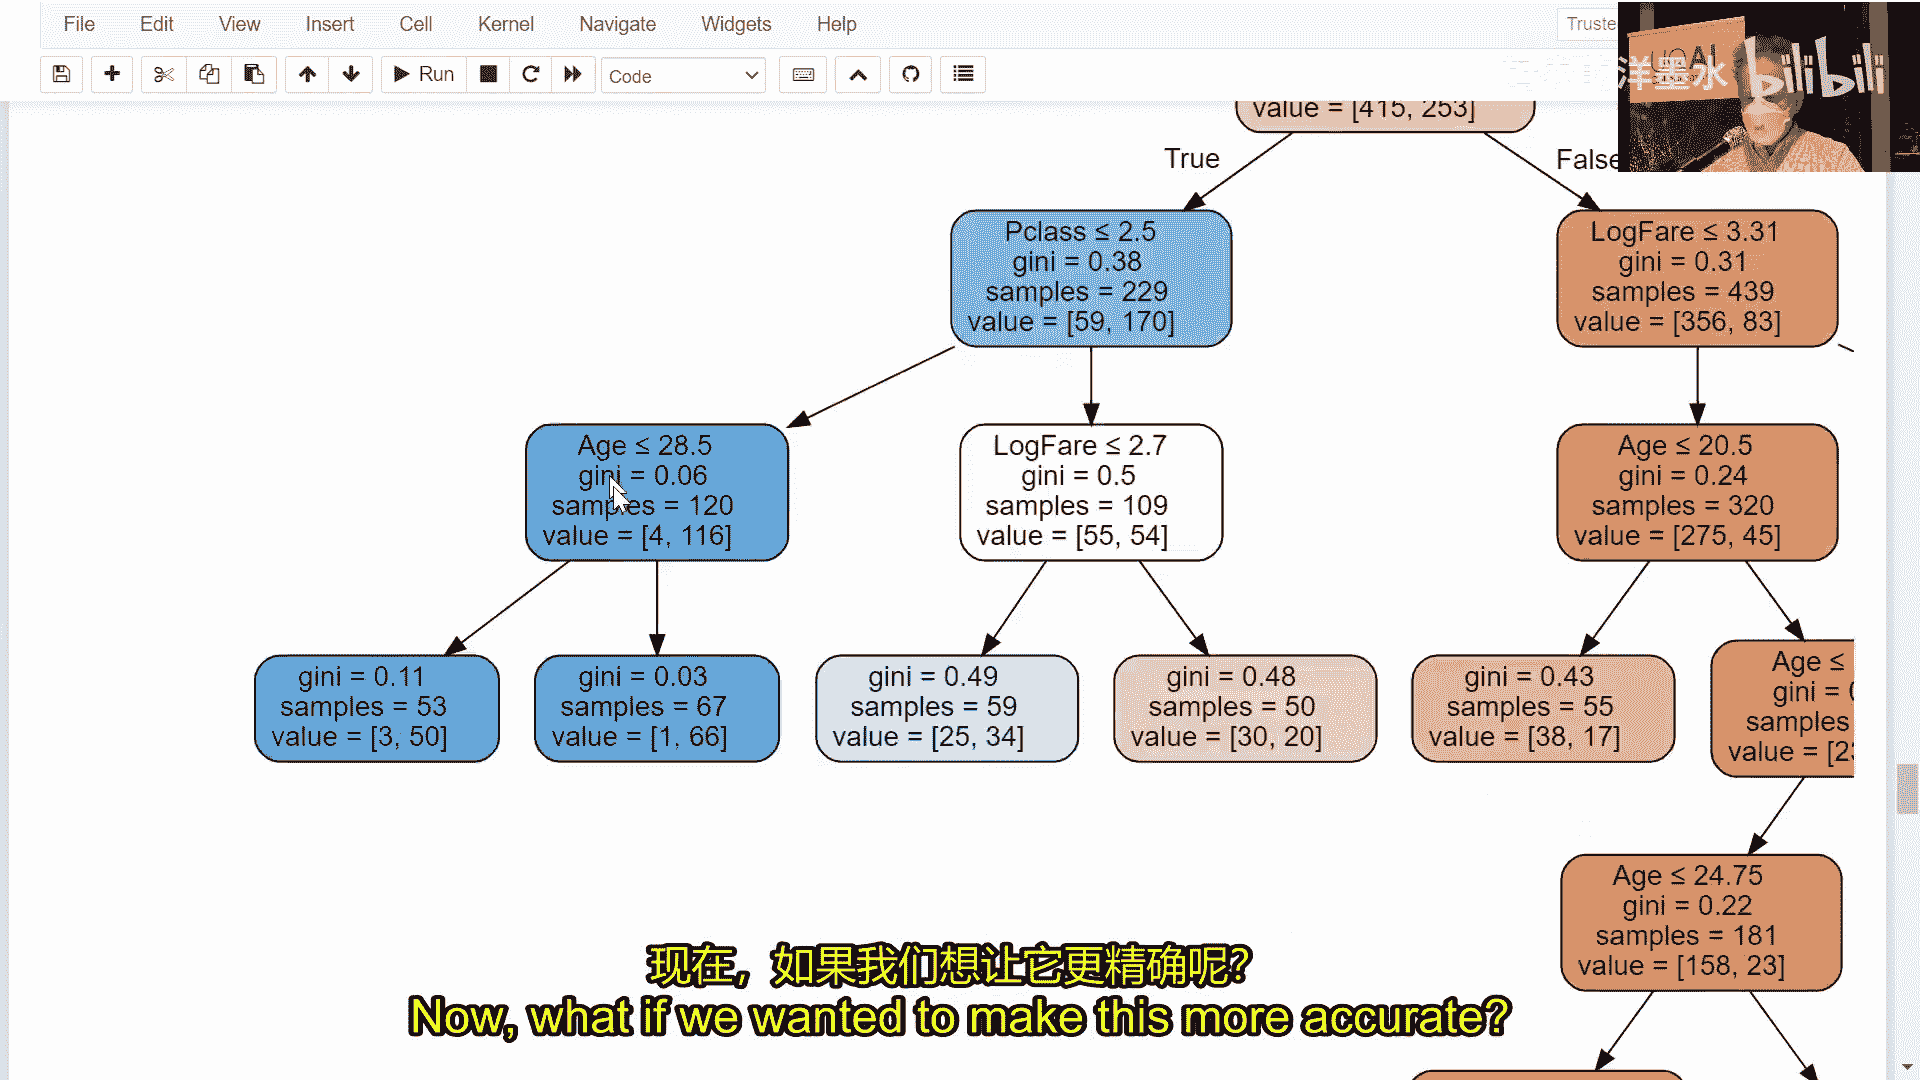 File Edit View Insert Cell Kernel Navigate Widgets Help
Truste
Run
Code
洋墨水 bilibili
value = [415, 253]
True
False
Pclass ≤ 2.5
gini = 0.38
samples = 229
value = [59, 170]
LogFare ≤ 3.31
gini = 0.31
samples = 439
value = [356, 83]
Age ≤ 28.5
gini = 0.06
samples = 120
value = [4, 116]
LogFare ≤ 2.7
gini = 0.5
samples = 109
value = [55, 54]
Age ≤ 20.5
gini = 0.24
samples = 320
value = [275, 45]
gini = 0.11
samples = 53
value = [3, 50]
gini = 0.03
samples = 67
value = [1, 66]
gini = 0.49
samples = 59
value = [25, 34]
gini = 0.48
samples = 50
value = [30, 20]
gini = 0.43
samples = 55
value = [38, 17]
Age ≤
gini =
samples
value = [2
Age ≤ 24.75
gini = 0.22
samples = 181
value = [158, 23]
现在，如果我们想让它更精确呢?
Now, what if we wanted to make this more accurate?